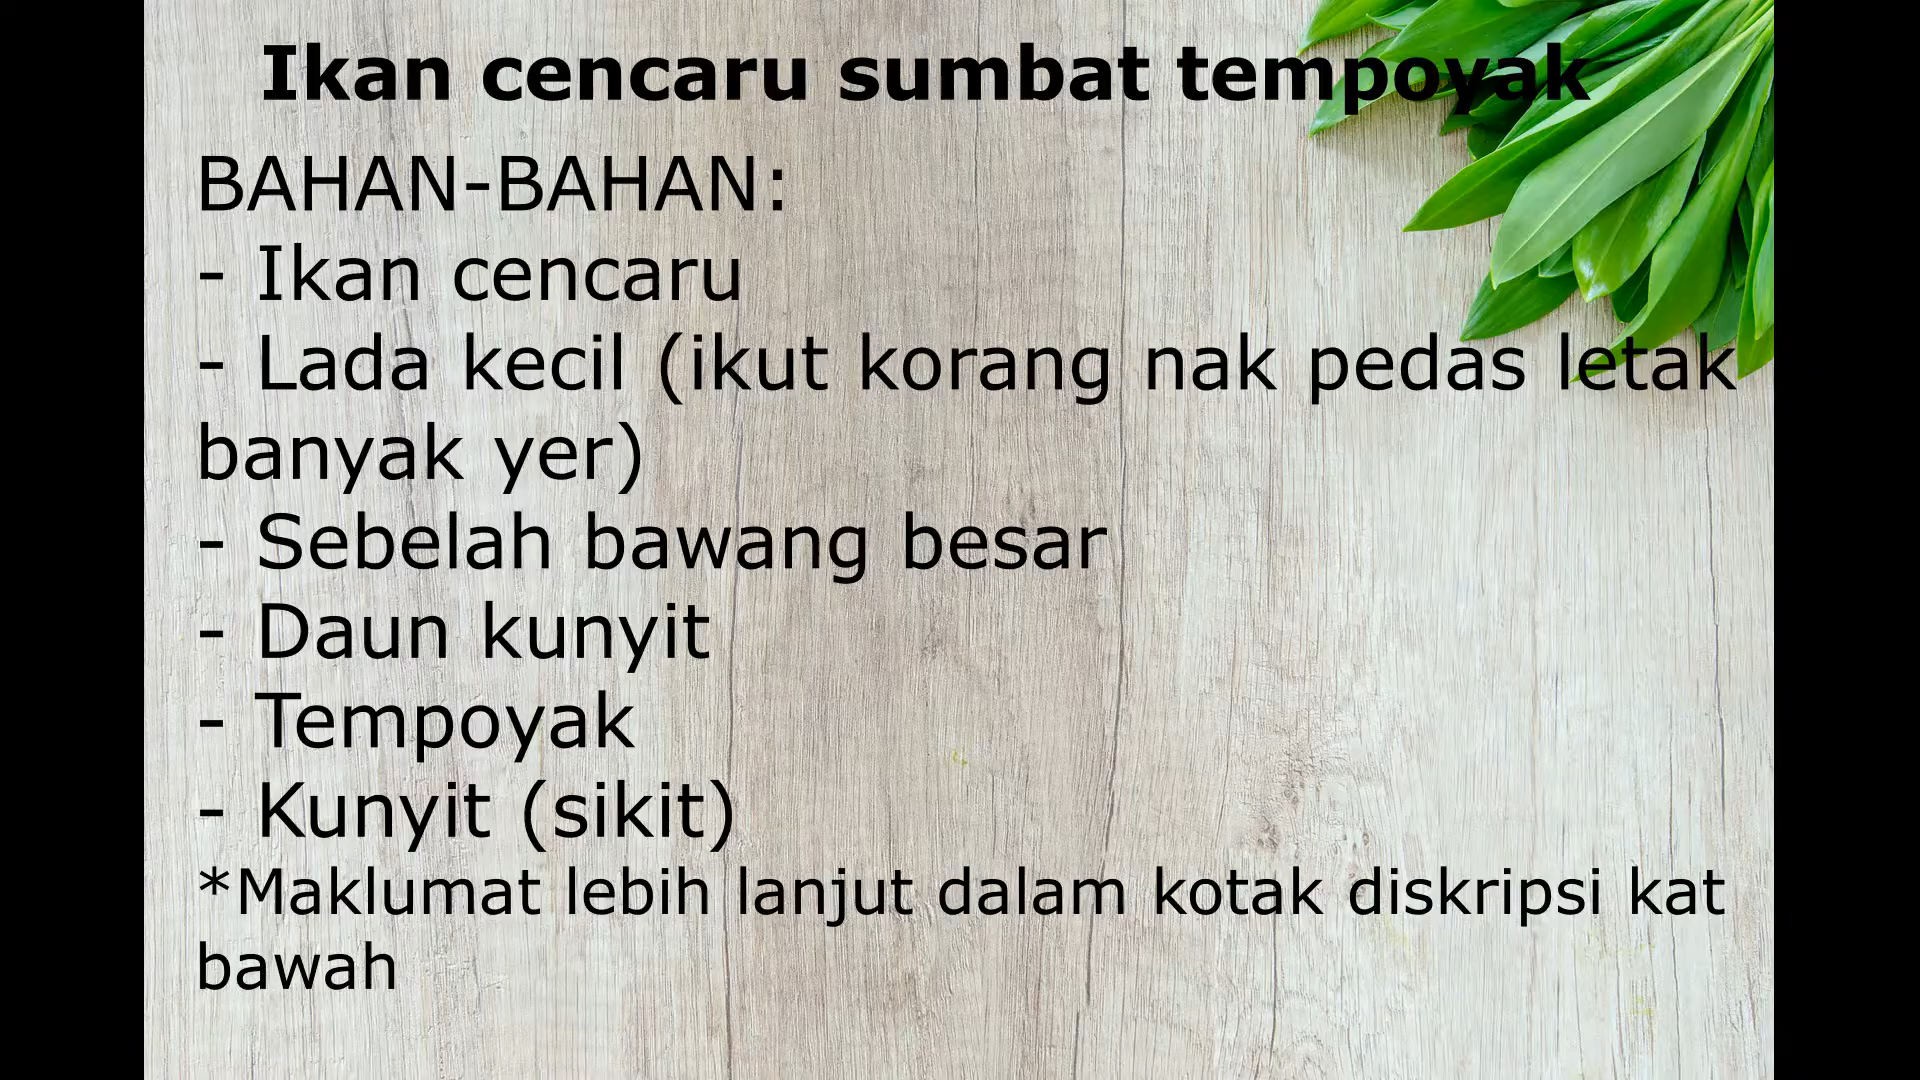 Ikan cencaru sumbat tempoyak
BAHAN-BAHAN:
- Ikan cencaru
- Lada kecil (ikut korang nak pedas letak
banyak yer)
- Sebelah bawang besar
- Daun kunyit
- Tempoyak
- Kunyit (sikit)
*Maklumat lebih lanjut dalam kotak diskripsi kat
bawah